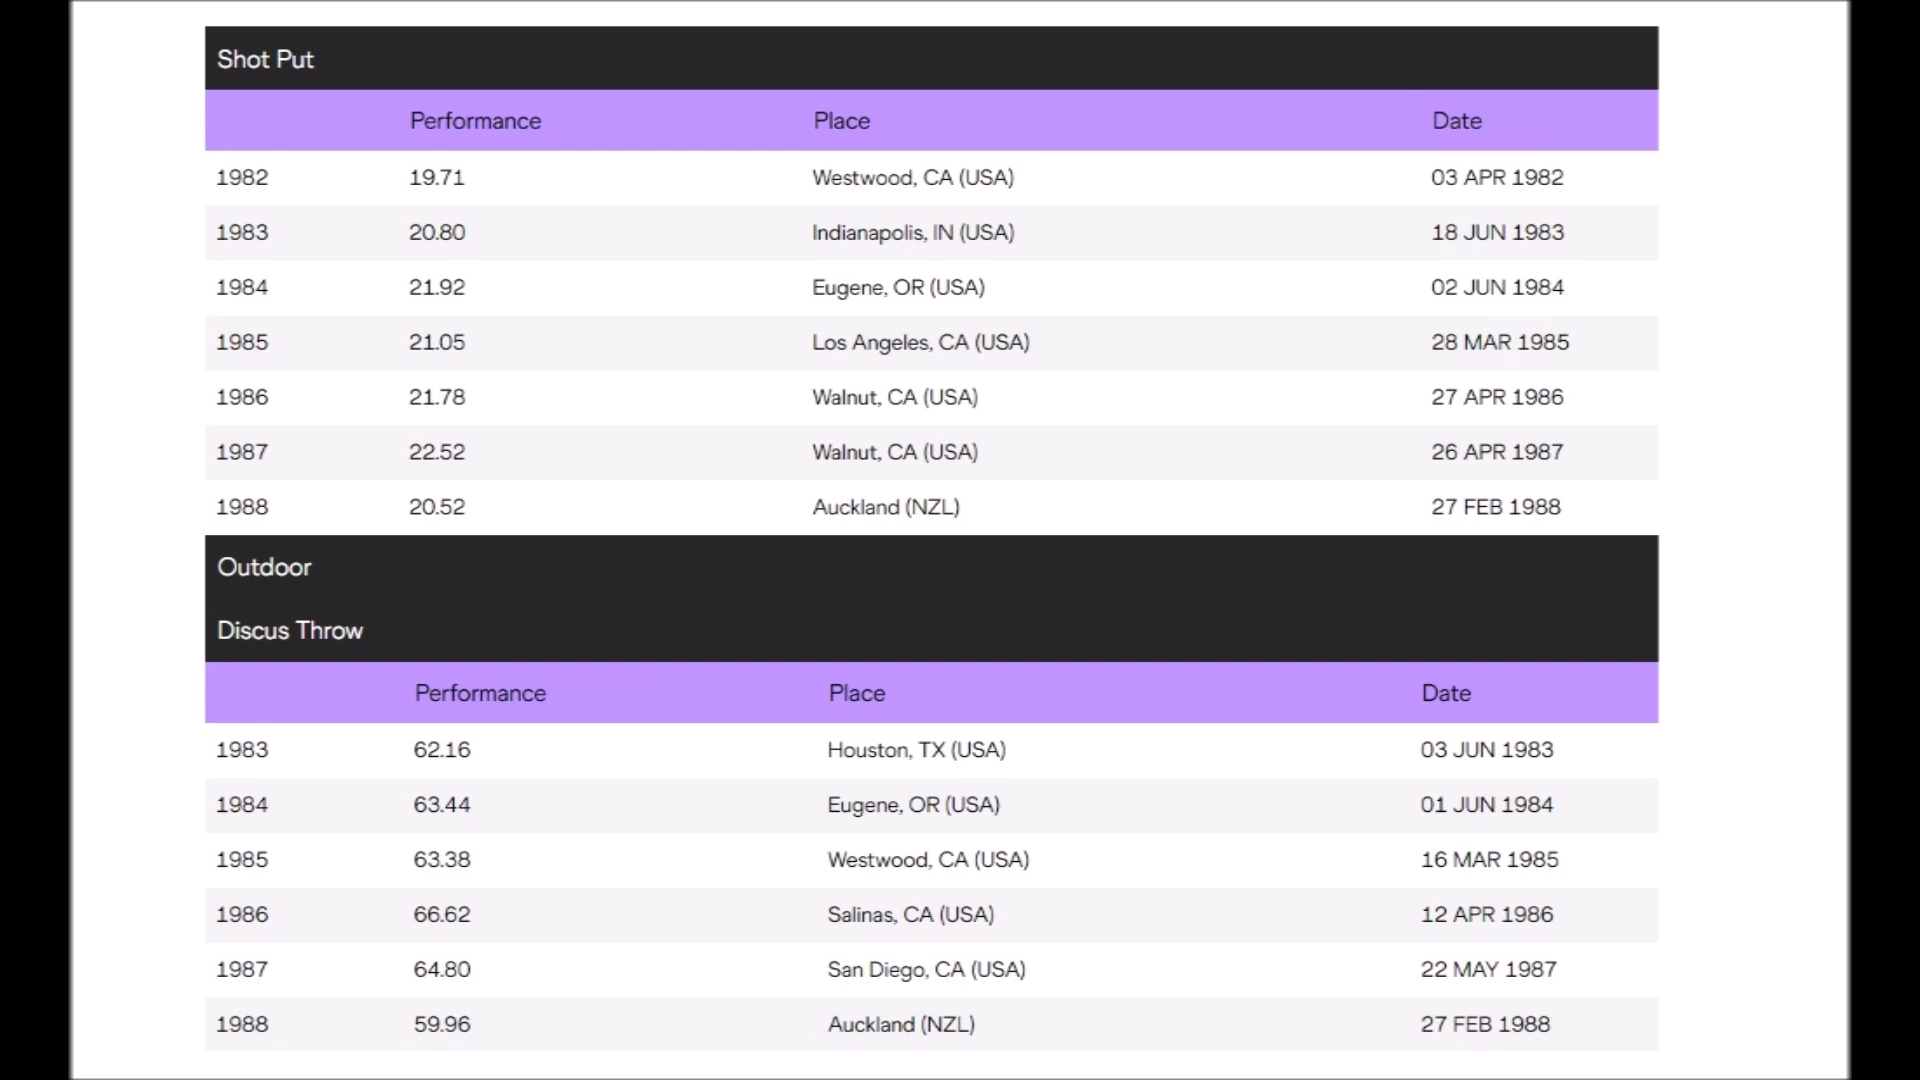 Shot Put
Performance Place Date
1982 19.71 Westwood, CA (USA) 03 APR 1982
1983 20.80 Indianapolis, IN (USA) 18 JUN 1983
1984 21.92 Eugene, OR (USA) 02 JUN 1984
1985 21.05 Los Angeles, CA (USA) 28 MAR 1985
1986 21.78 Walnut, CA (USA) 27 APR 1986
1987 22.52 Walnut, CA (USA) 26 APR 1987
1988 20.52 Auckland (NZL) 27 FEB 1988
Outdoor
Discus Throw
Performance Place Date
1983 62.16 Houston, TX (USA) 03 JUN 1983
1984 63.44 Eugene, OR (USA) 01 JUN 1984
1985 63.38 Westwood, CA (USA) 16 MAR 1985
1986 66.62 Salinas, CA (USA) 12 APR 1986
1987 64.80 San Diego, CA (USA) 22 MAY 1987
1988 59.96 Auckland (NZL) 27 FEB 1988